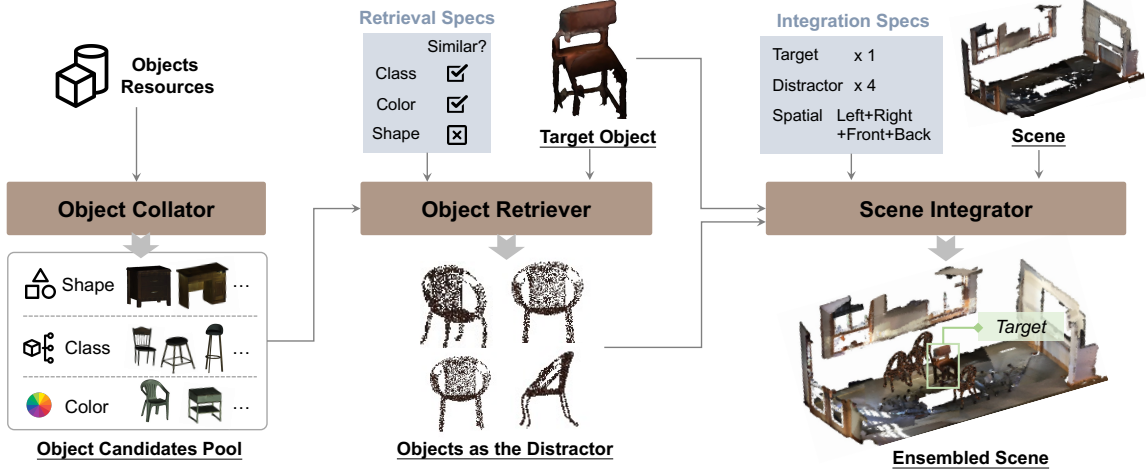 Objects
Resources
Retrieval Specs
Similar?
Class
Color
Shape
Target Object
Integration Specs
Target x 1
Distractor x 4
Spatial Left+Right
+Front+Back
Scene
Object Collator
Object Retriever
Scene Integrator
Shape ...
Class ...
Color ...
Object Candidates Pool
Objects as the Distractor
Target
Ensembled Scene